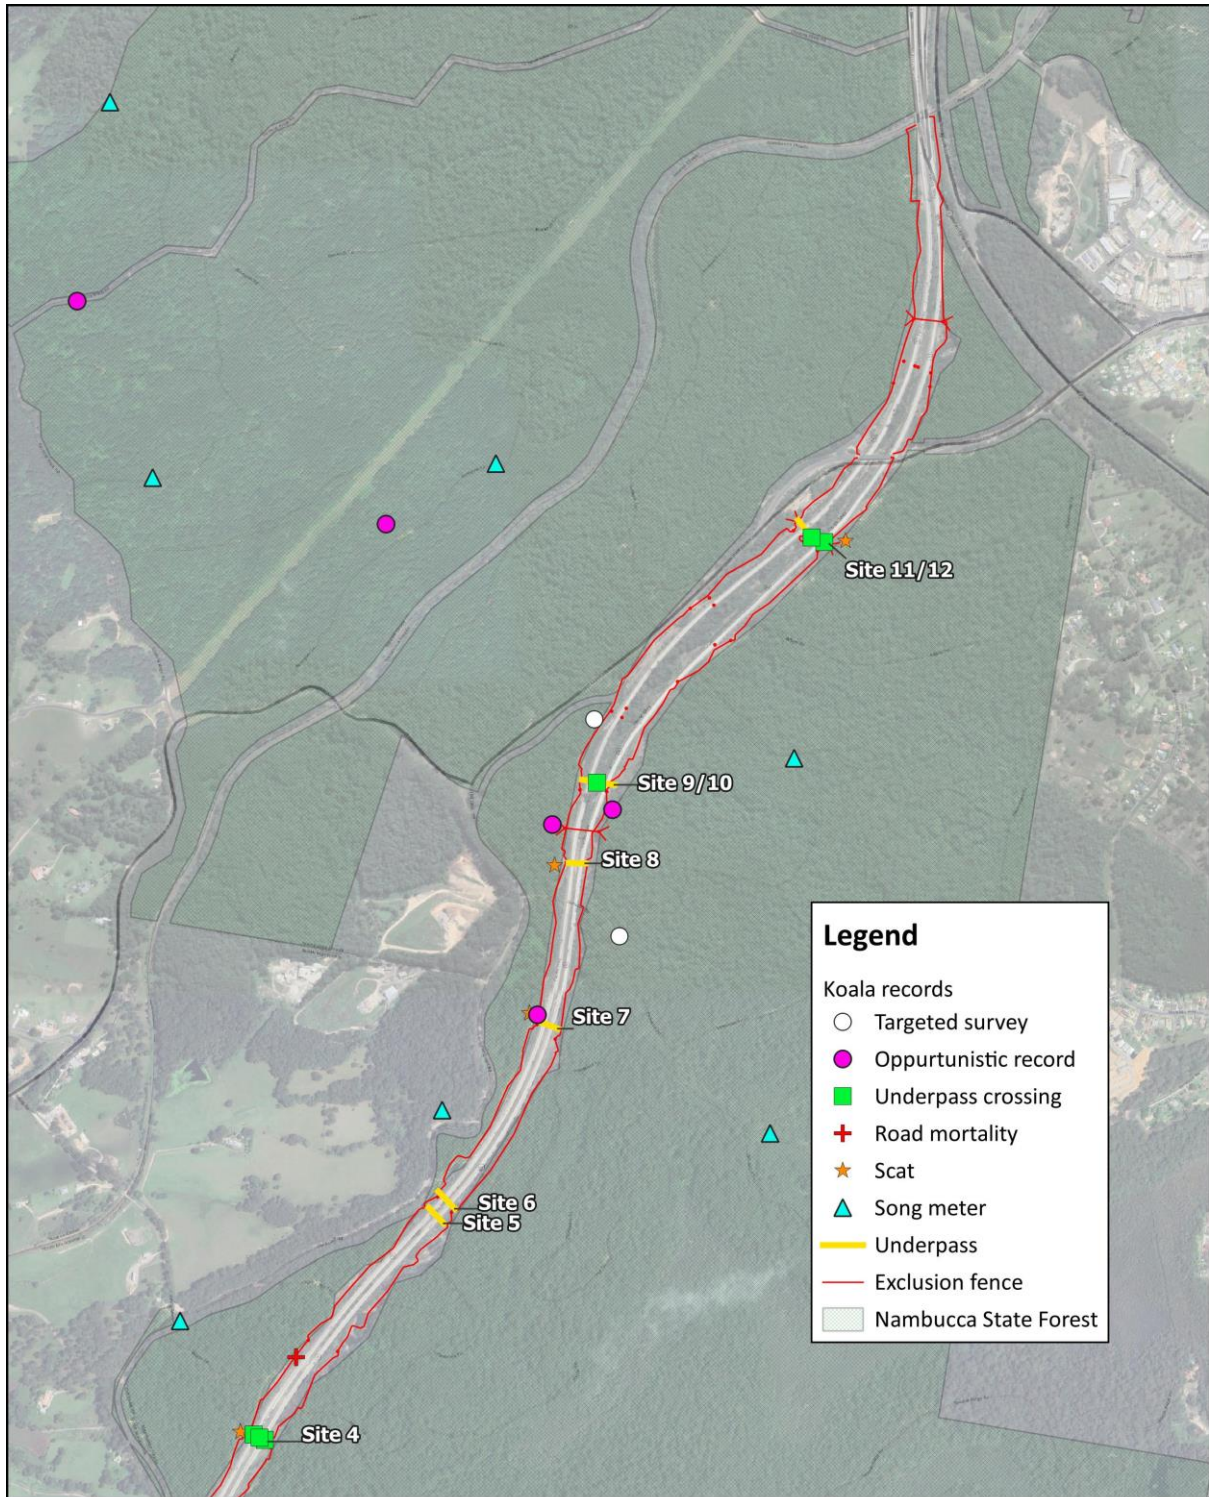 Site 11/12
Site 9/10
Site 8
Site 7
Site 6
Site 5
Site 4
Legend
Koala records
Targeted survey
Oppurtunistic record
Underpass crossing
Road mortality
Scat
Song meter
Underpass
Exclusion fence
Nambucca State Forest